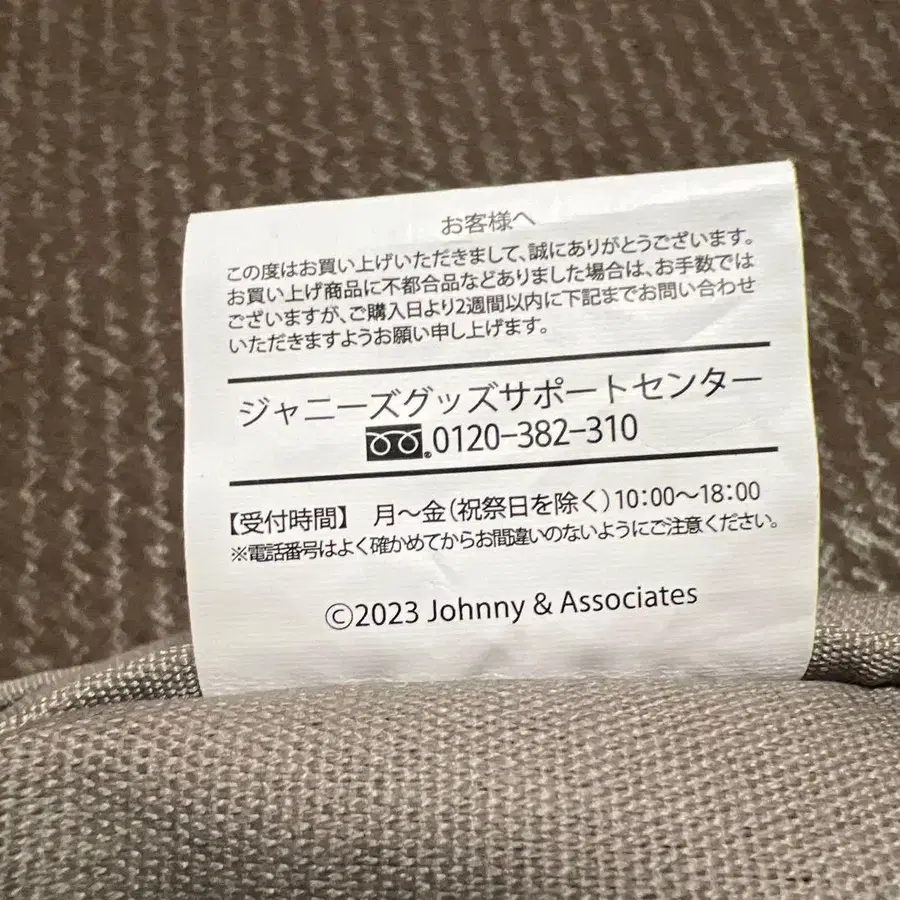 お客様へ
この度はお買い上げいただきまして、誠にありがとうございます。
お買い上げ商品に不都合品などありました場合は、お手数では
ございますが、ご購入日より2週間以内に下記までお問い合わせ
いただきますようお願い申し上げます。
ジャニーズグッズサポートセンター
0120-382-310
【受付時間】 月～金(祝祭日を除く)10:00～18:00
※電話番号はよく確かめてからお間違いのないようにご注意ください。
©2023 Johnny & Associates